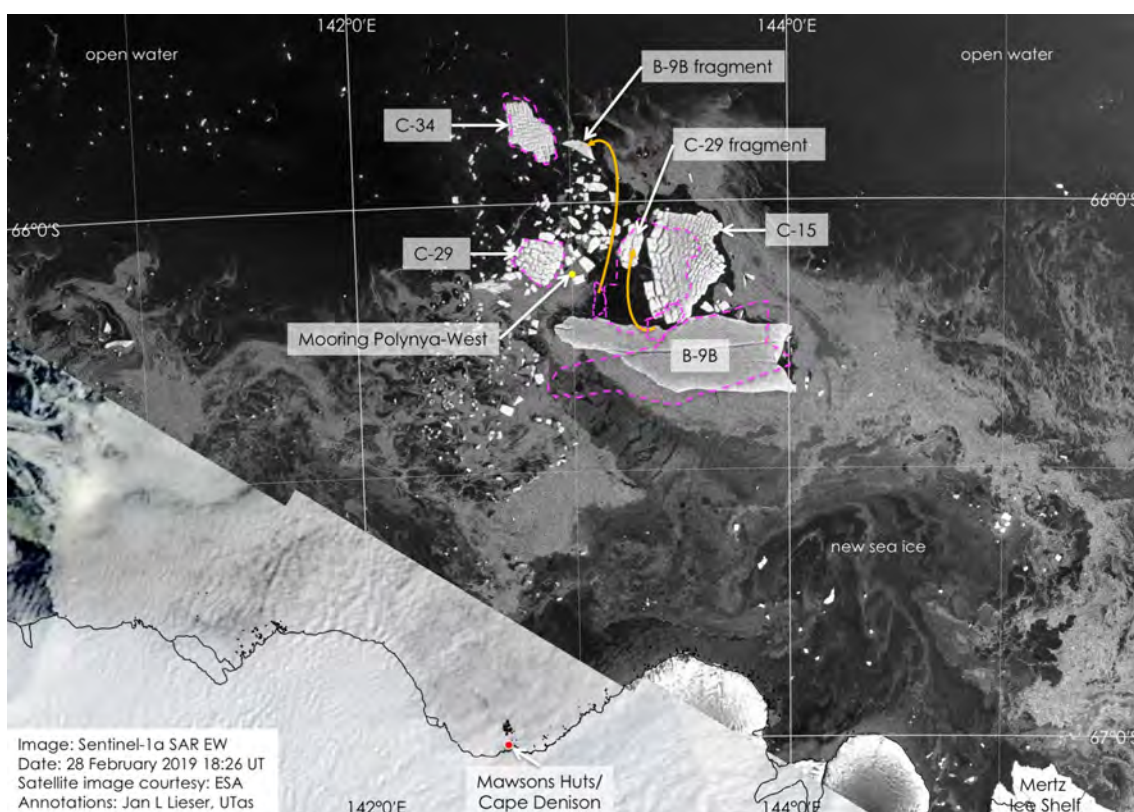 142°0'E
144°0'E
open water
B-9B fragment
open water
C-34
C-29 fragment
66°0'S
66°0'S
C-15
C-29
Mooring Polynya-West
B-9B
new sea ice
Image: Sentinel-1a SAR EW
Date: 28 February 2019 18:26 UT
Satellite image courtesy: ESA
Annotations: Jan L Lieser, UTas
67°0'S
Mawsons Huts/
Cape Denison
Mertz
Ice Shelf
142°0'E
144°0'E